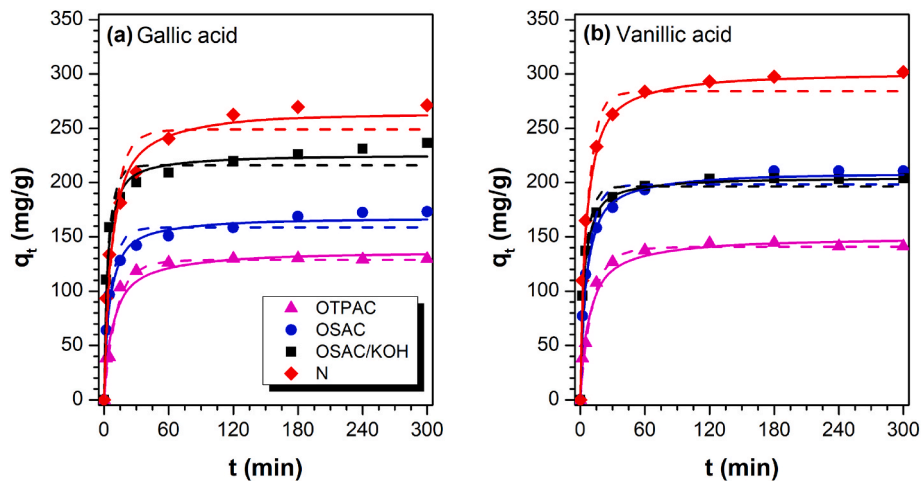 (a) Gallic acid
350
300
250
200
150
100
50
0
qt (mg/g)
OTPAC
OSAC
OSAC/KOH
N
0 60 120 180 240 300
t (min)
(b) Vanillic acid
350
300
250
200
150
100
50
0
qt (mg/g)
0 60 120 180 240 300
t (min)